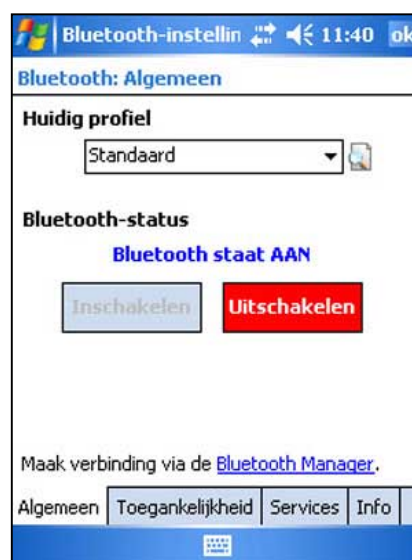 Bluetooth-instellin 11:40 ok
Bluetooth: Algemeen
Huidig profiel
Standaard
Bluetooth-status
Bluetooth staat AAN
Inschakelen Uitschakelen
Maak verbinding via de Bluetooth Manager.
Algemeen Toegankelijkheid Services Info